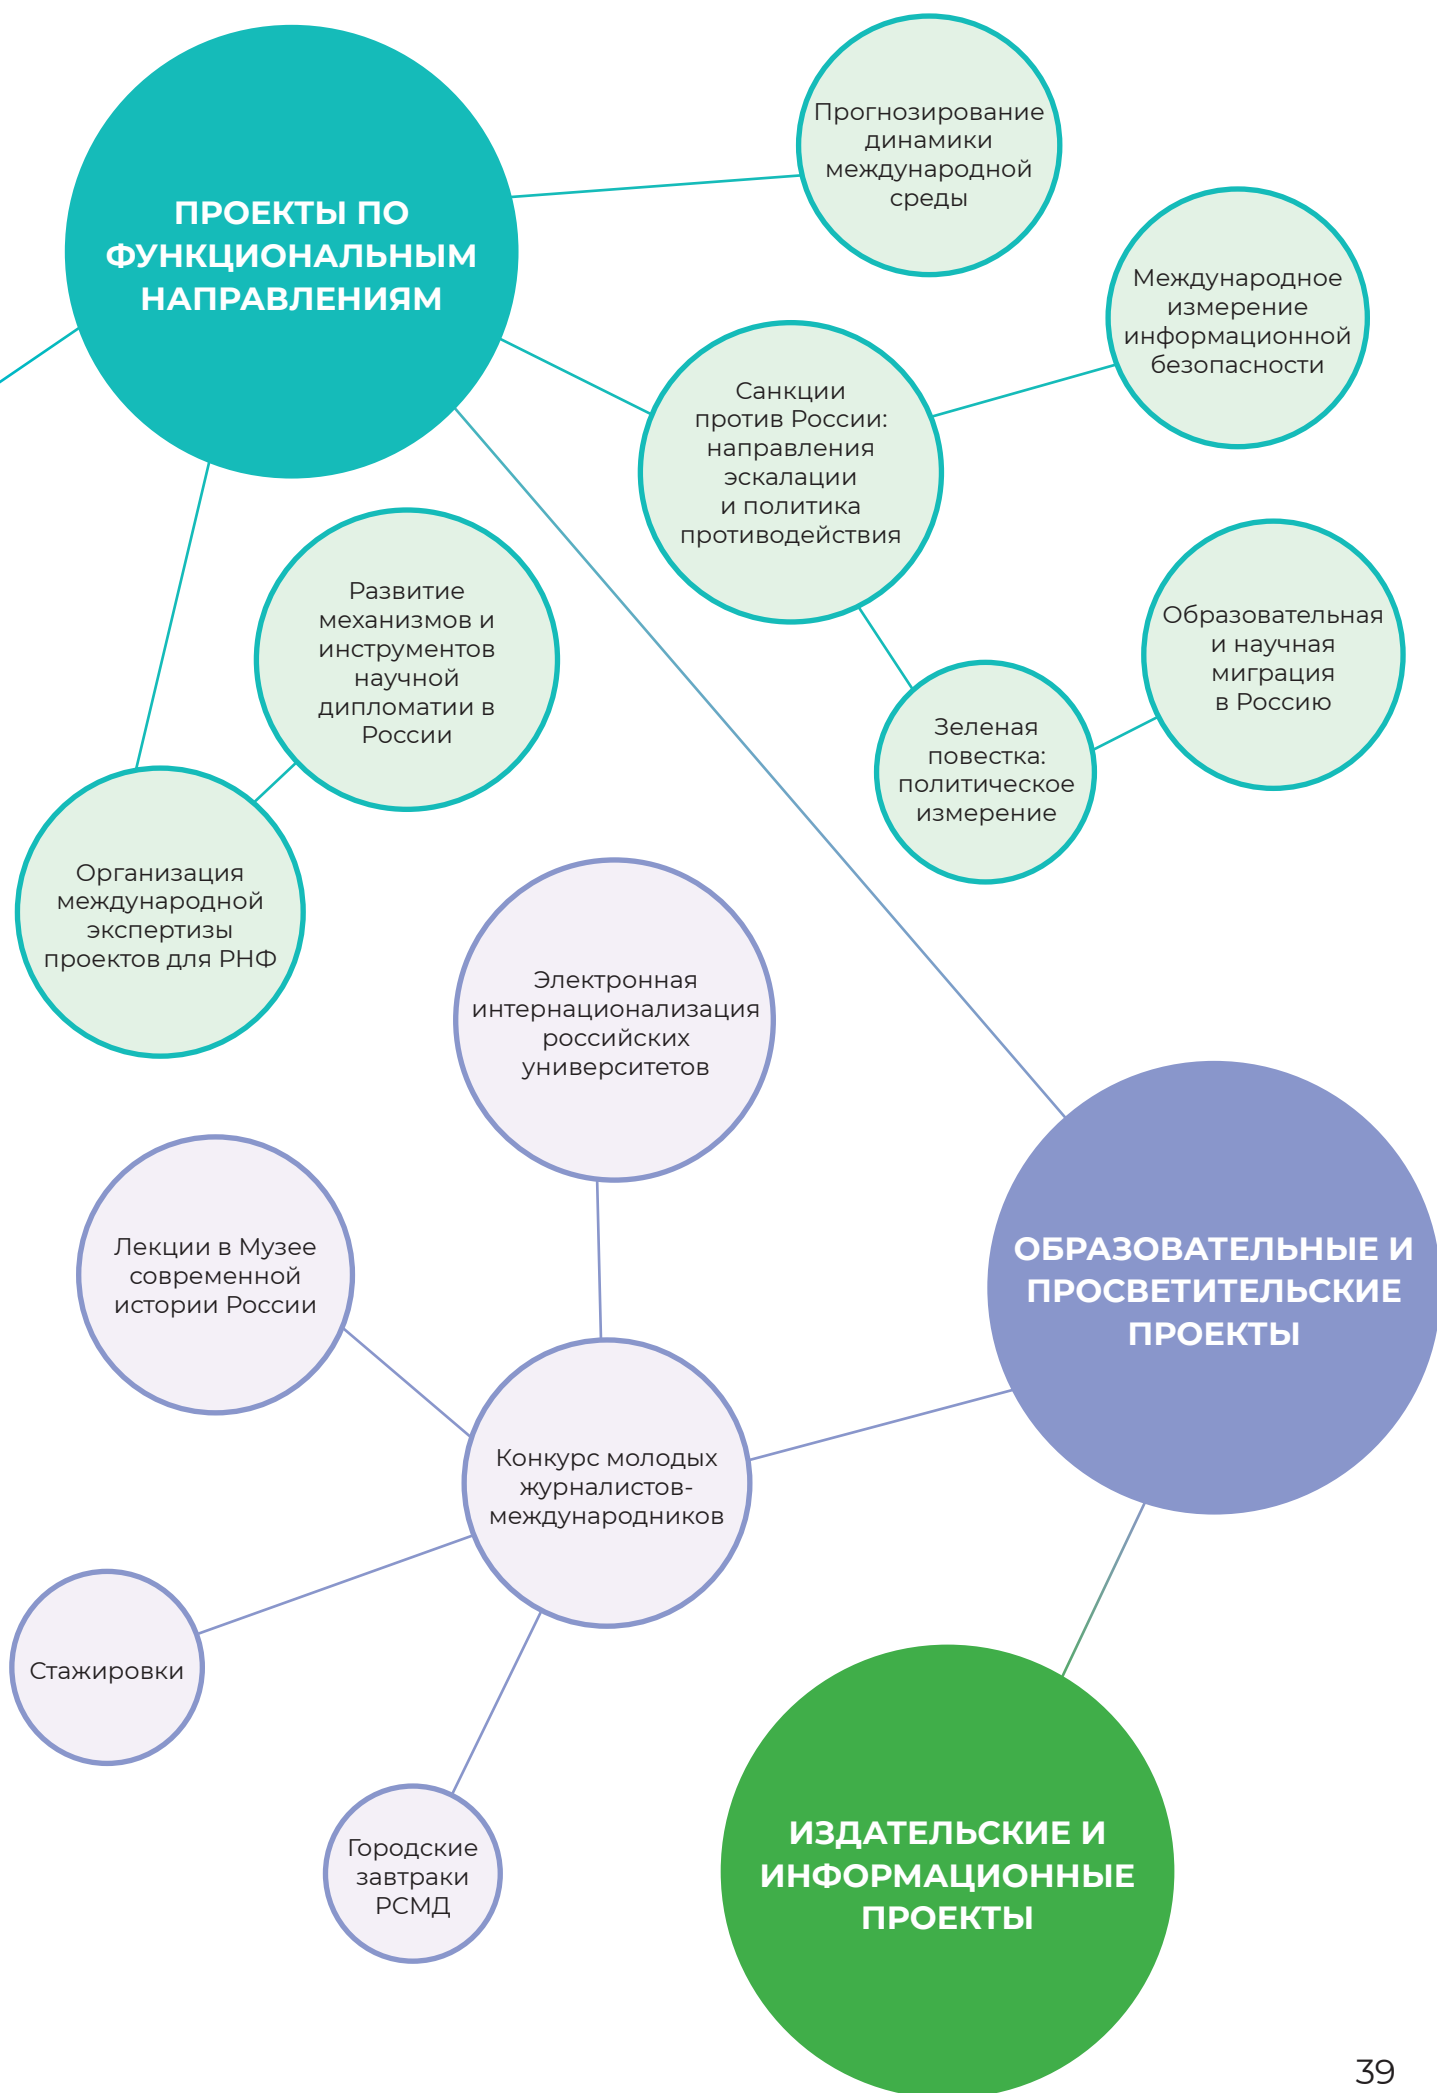 ПРОЕКТЫ ПО
ФУНКЦИОНАЛЬНЫМ
НАПРАВЛЕНИЯМ
Прогнозирование
динамики
международной
среды
Международное
измерение
информационной
безопасности
Санкции
против России:
направления
эскалации
и политика
противодействия
Образовательная
и научная
миграция
в Россию
Зеленая
повестка:
политическое
измерение
Развитие
механизмов и
инструментов
научной
дипломатии в
России
Организация
международной
экспертизы
проектов для РНФ
Электронная
интернационализация
российских
университетов
Лекции в Музее
современной
истории России
ОБРАЗОВАТЕЛЬНЫЕ И
ПРОСВЕТИТЕЛЬСКИЕ
ПРОЕКТЫ
Конкурс молодых
журналистов-
международников
Стажировки
Городские
завтраки
РСМД
ИЗДАТЕЛЬСКИЕ И
ИНФОРМАЦИОННЫЕ
ПРОЕКТЫ
39